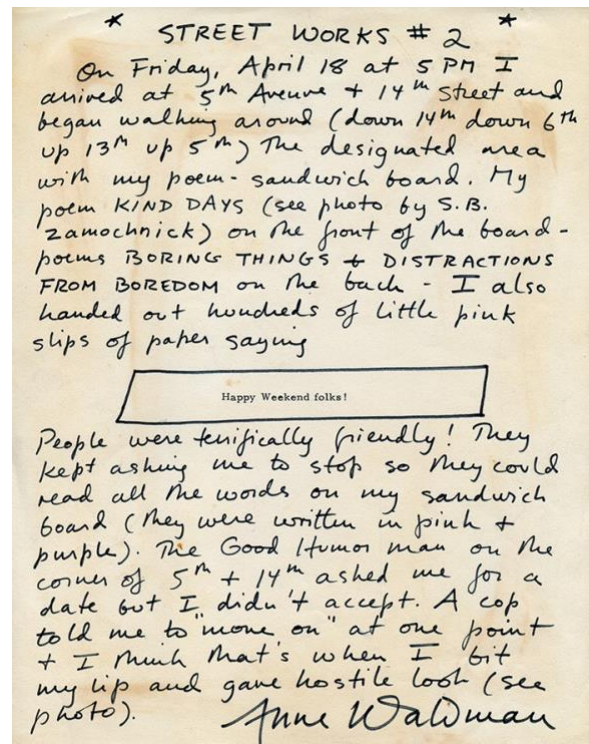 * STREET WORKS # 2 *
On Friday, April 18 at 5 PM I
arrived at 5th Avenue + 14th Street and
began walking around (down 14th down 6th
up 13th up 5th) The designated area
with my poem-sandwich board. My
poem KIND DAYS (see photo by S.B.
Zamochnick) on the front of the board-
poems BORING THINGS + DISTRACTIONS
FROM BOREDOM on the back - I also
handed out hundreds of little pink
slips of paper saying
Happy Weekend folks!
People were terrifically friendly! They
kept asking me to stop so they could
read all the words on my sandwich
board (they were written in pink +
purple). The Good Humor man on the
corner of 5th + 14th asked me for a
date but I didn't accept. A cop
told me to "move on" at one point
+ I think that's when I bit
my lip and gave hostile look (see
photo). Anne Waldman